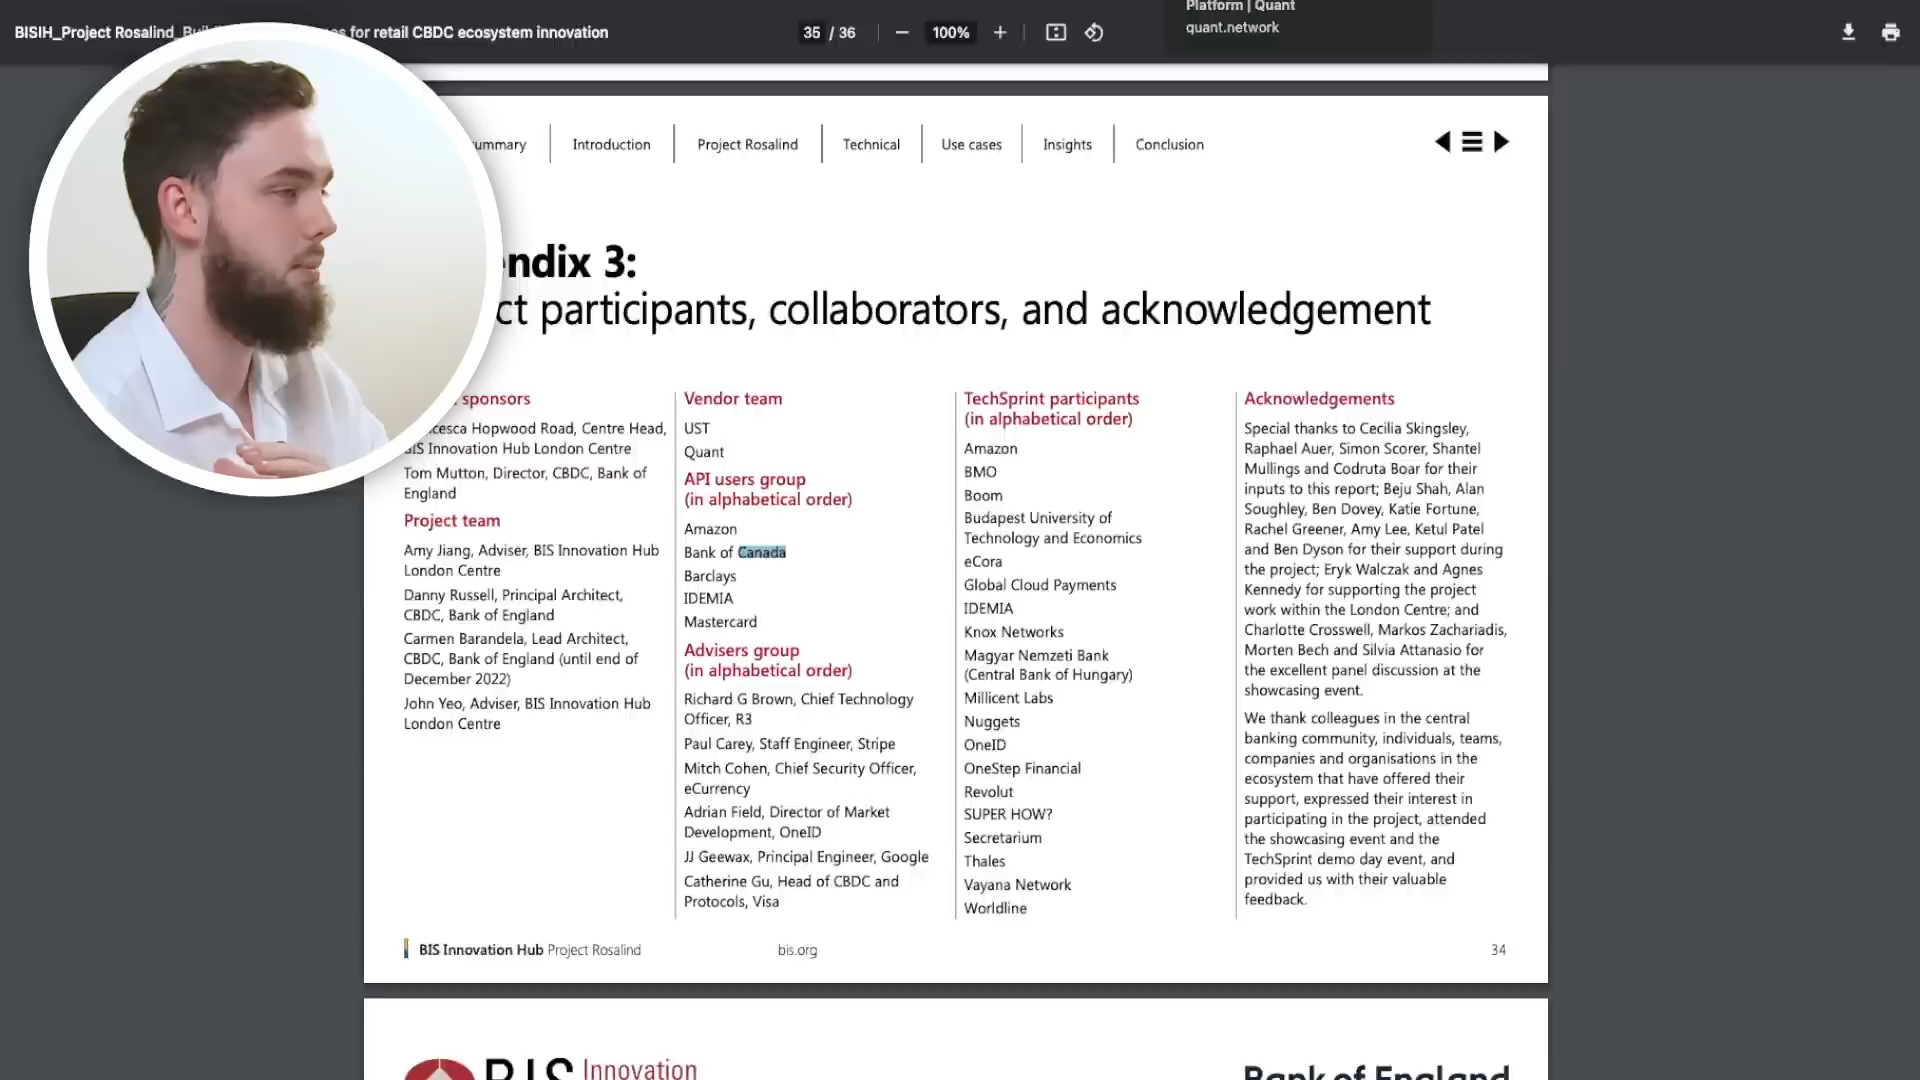 BISIH_Project Rosalind_ s for retail CBDC ecosystem innovation
35 / 36
100%
Platform | Quant
quant.network
ummary
Introduction
Project Rosalind
Technical
Use cases
Insights
Conclusion
ndix 3:
ct participants, collaborators, and acknowledgement
sponsors
cesca Hopwood Road, Centre Head,
BIS Innovation Hub London Centre
Tom Mutton, Director, CBDC, Bank of
England
Project team
Amy Jiang, Adviser, BIS Innovation Hub
London Centre
Danny Russell, Principal Architect,
CBDC, Bank of England
Carmen Barandela, Lead Architect,
CBDC, Bank of England (until end of
December 2022)
John Yeo, Adviser, BIS Innovation Hub
London Centre
Vendor team
UST
Quant
API users group
(in alphabetical order)
Amazon
Bank of Canada
Barclays
IDEMIA
Mastercard
Advisers group
(in alphabetical order)
Richard G Brown, Chief Technology
Officer, R3
Paul Carey, Staff Engineer, Stripe
Mitch Cohen, Chief Security Officer,
eCurrency
Adrian Field, Director of Market
Development, OneID
JJ Geewax, Principal Engineer, Google
Catherine Gu, Head of CBDC and
Protocols, Visa
TechSprint participants
(in alphabetical order)
Amazon
BMO
Boom
Budapest University of
Technology and Economics
eCora
Global Cloud Payments
IDEMIA
Knox Networks
Magyar Nemzeti Bank
(Central Bank of Hungary)
Millicent Labs
Nuggets
OneID
OneStep Financial
Revolut
SUPER HOW?
Secretarium
Thales
Vayana Network
Worldline
Acknowledgements
Special thanks to Cecilia Skingsley,
Raphael Auer, Simon Scorer, Shantel
Mullings and Codruta Boar for their
inputs to this report; Beju Shah, Alan
Soughley, Ben Dovey, Katie Fortune,
Rachel Greener, Amy Lee, Ketul Patel
and Ben Dyson for their support during
the project; Eryk Walczak and Agnes
Kennedy for supporting the project
work within the London Centre; and
Charlotte Crosswell, Markos Zachariadis,
Morten Bech and Silvia Attanasio for
the excellent panel discussion at the
showcasing event.
We thank colleagues in the central
banking community, individuals, teams,
companies and organisations in the
ecosystem that have offered their
support, expressed their interest in
participating in the project, attended
the showcasing event and the
TechSprint demo day event, and
provided us with their valuable
feedback.
BIS Innovation Hub Project Rosalind
bis.org
34
BIS Innovation
Bank of England